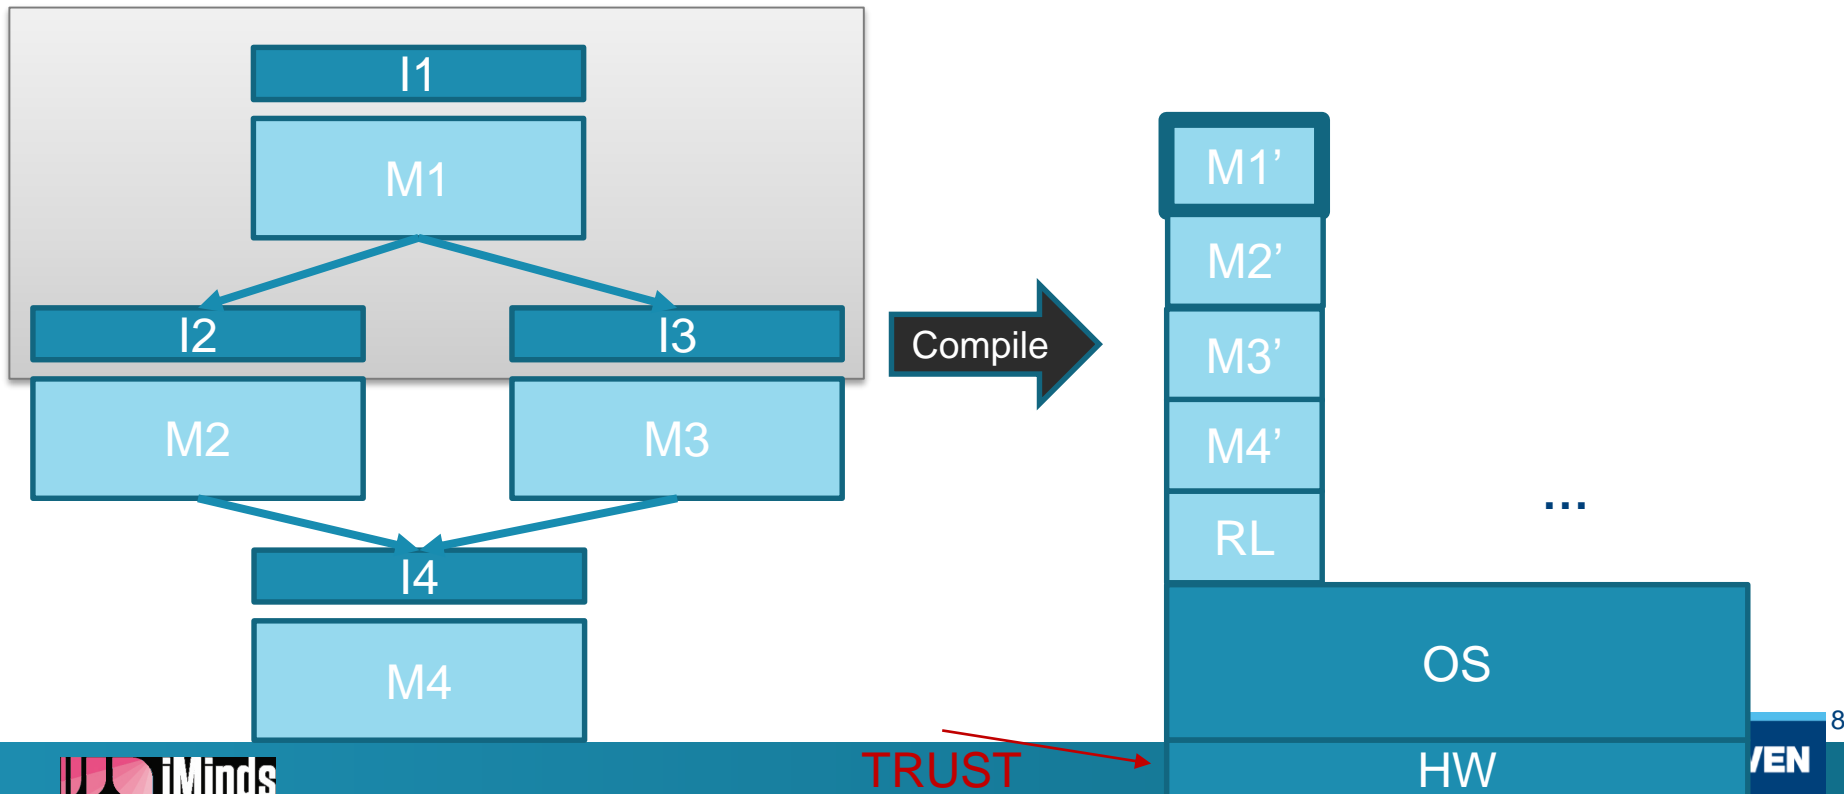 I1
M1
I2
I3
M2
M3
I4
M4
Compile
M1’
M2’
M3’
M4’
RL
...
OS
HW
TRUST
8
iMinds
VEN